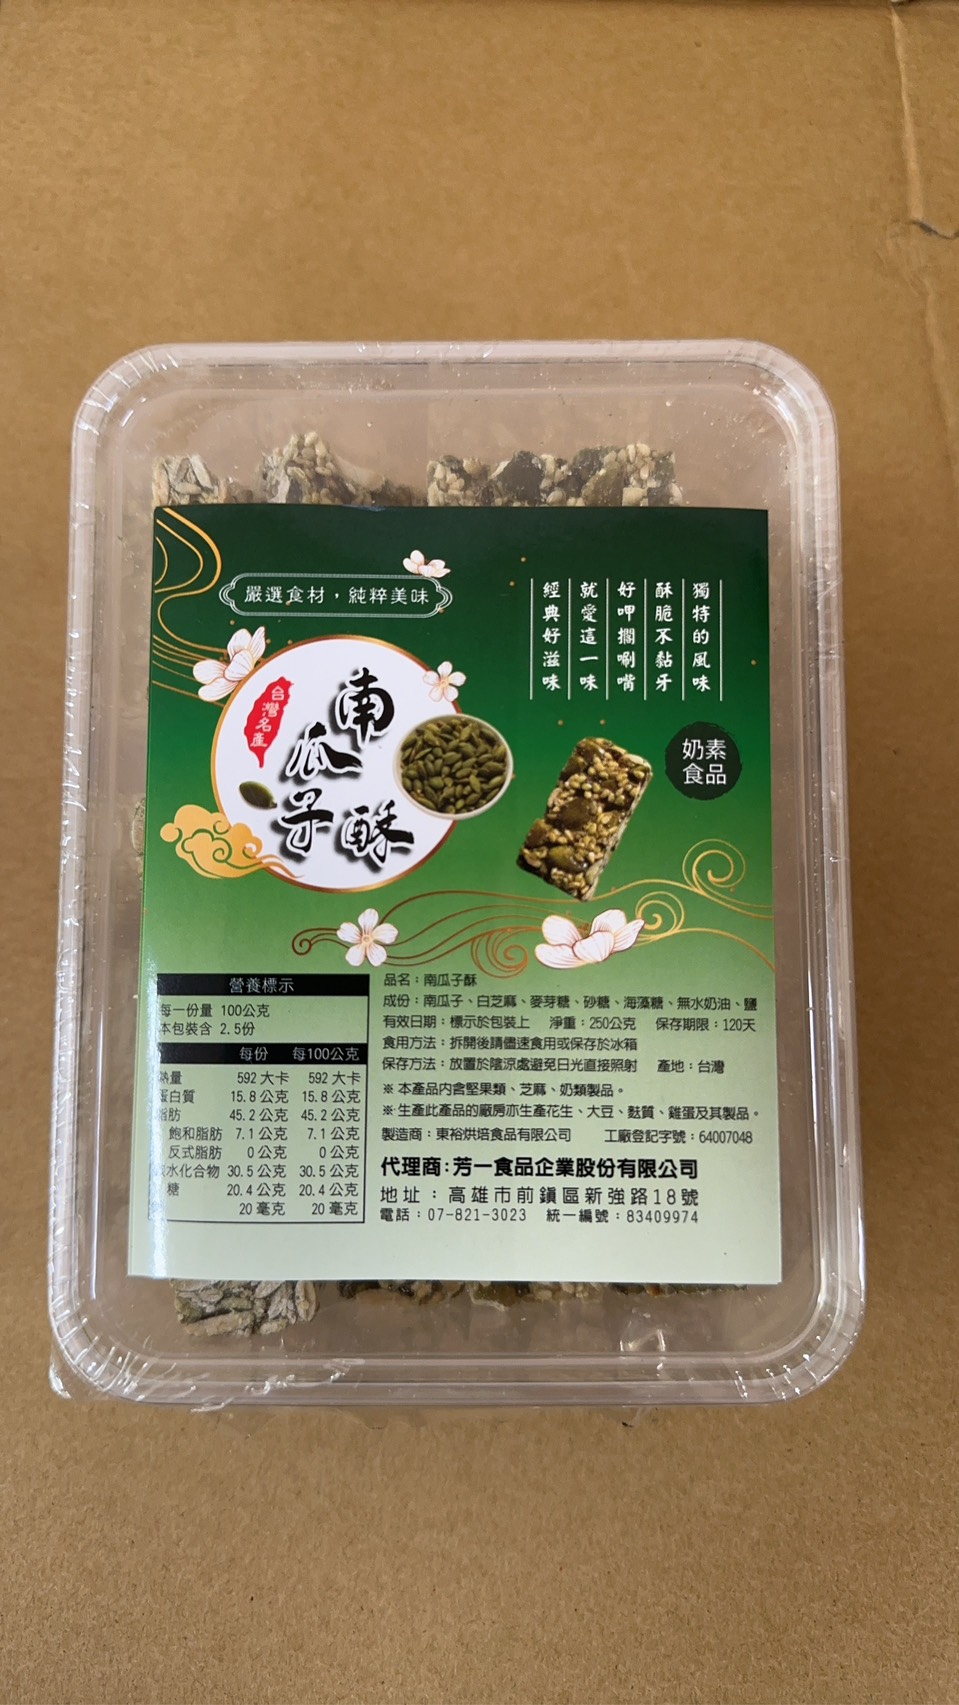 嚴選食材，純粹美味
獨特的風味
酥脆不黏牙
好呷擱唰嘴
就愛這一味
經典好滋味
台灣名產
南瓜子酥
奶素
食品
營養標示
每一份量 100公克
本包裝含 2.5份
每份 每100公克
熱量 592 大卡 592 大卡
蛋白質 15.8 公克 15.8 公克
脂肪 45.2 公克 45.2 公克
飽和脂肪 7.1 公克 7.1 公克
反式脂肪 0 公克 0 公克
碳水化合物 30.5 公克 30.5 公克
糖 20.4 公克 20.4 公克
20 毫克 20 毫克
品名：南瓜子酥
成份：南瓜子、白芝麻、麥芽糖、砂糖、海藻糖、無水奶油、鹽
有效日期：標示於包裝上 淨重：250公克 保存期限：120天
食用方法：拆開後請儘速食用或保存於冰箱
保存方法：放置於陰涼處避免日光直接照射 產地：台灣
※ 本產品內含堅果類、芝麻、奶類製品。
※ 生產此產品的廠房亦生產花生、大豆、麩質、雞蛋及其製品。
製造商：東裕烘培食品有限公司 工廠登記字號：64007048
代理商：芳一食品企業股份有限公司
地址：高雄市前鎮區新強路18號
電話：07-821-3023 統一編號：83409974